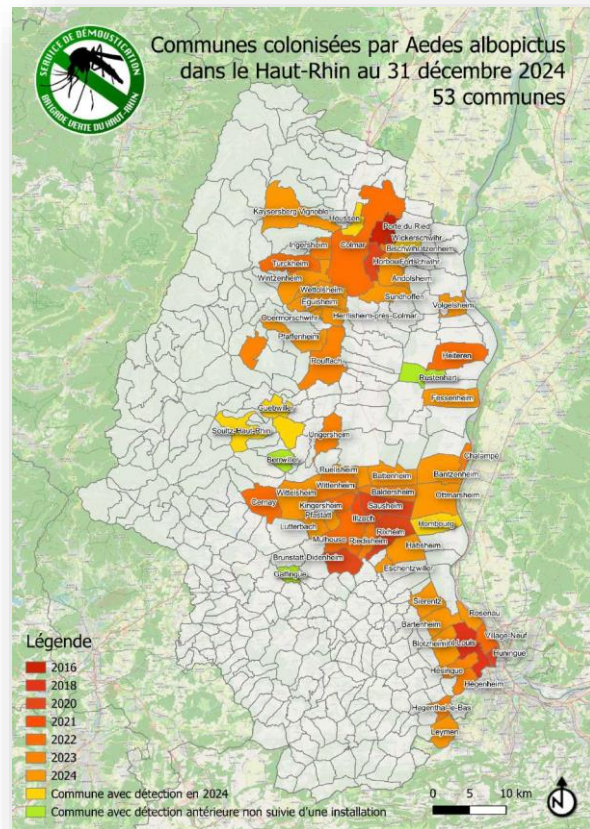 SERVICE DE DÉMOUSTICATION
BRIGADE VERTE DU HAUT-RHIN
Communes colonisées par Aedes albopictus
dans le Haut-Rhin au 31 décembre 2024
53 communes
Kaysersberg Vignoble
Houssen
Porte du Ried
Wickerschwihr
Ingersheim
Colmar
Turckheim
Andolsheim
Wintzenheim
Wettolsheim
Sundhoffen
Eguisheim
Volgelsheim
Obermorschwihr
Herrlisheim-près-Colmar
Pfaffenheim
Heiteren
Rouffach
Rustenhart
Fessenheim
Guebwiller
Soultz-Haut-Rhin
Ungersheim
Berrwiller
Chalampé
Ruelisheim
Battenheim
Bantzenheim
Wittenheim
Cernay
Wittelsheim
Baldersheim
Ottmarsheim
Kingersheim
Sausheim
Pfastatt
Illzach
Hombourg
Lutterbach
Rixheim
Mulhouse
Riedisheim
Habsheim
Brunstatt-Didenheim
Eschentzwiller
Galfingue
Sierentz
Rosenau
Bartenheim
Village-Neuf
Blotzheim
Huningue
Hésingue
Hégenheim
Hagenthal-le-Bas
Leymen
Légende
2016
2018
2020
2021
2022
2023
2024
Commune avec détection en 2024
Commune avec détection antérieure non suivie d'une installation
0 5 10 km
N